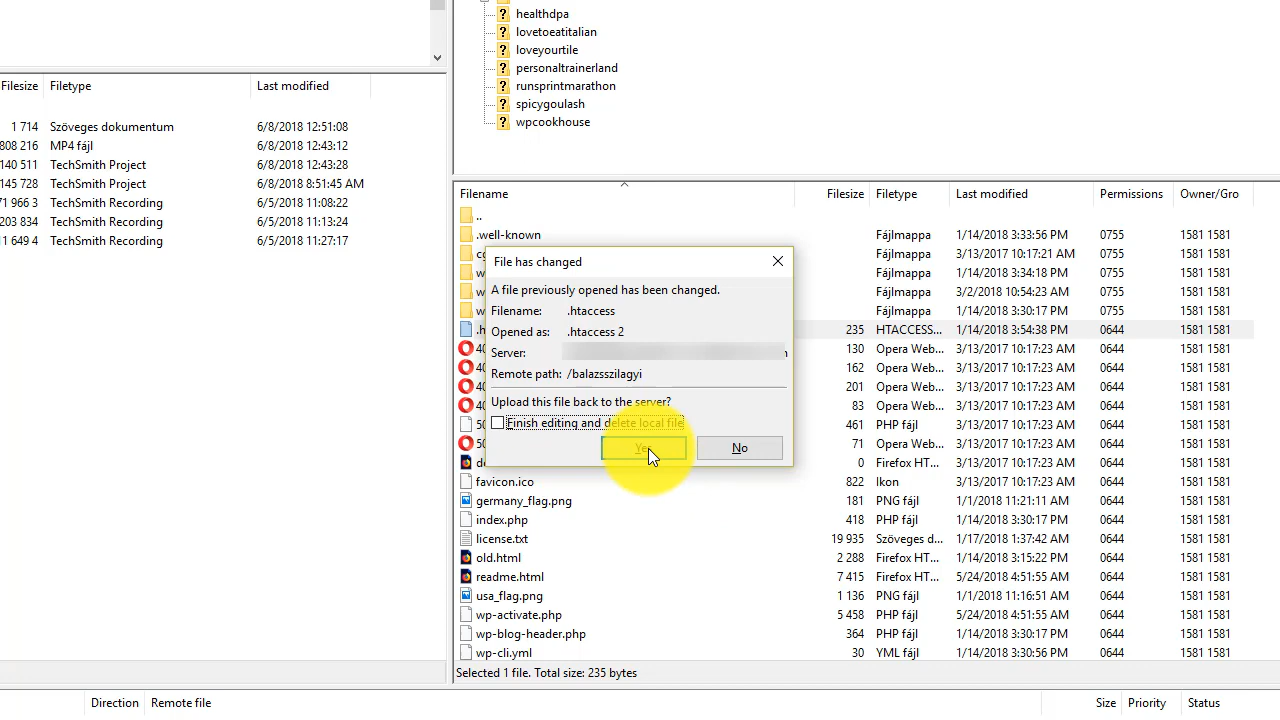 healthdpa
lovetoeatitalian
loveyourtile
personaltrainerland
runsprintmarathon
spicygoulash
wpcookhouse
Filesize Filetype Last modified
1 714 Szöveges dokumentum 6/8/2018 12:51:08
808 216 MP4 fájl 6/8/2018 12:43:12
140 511 TechSmith Project 6/8/2018 12:43:28
145 728 TechSmith Project 6/8/2018 8:51:45 AM
71 966 3 TechSmith Recording 6/5/2018 11:08:22
203 834 TechSmith Recording 6/5/2018 11:13:24
11 649 4 TechSmith Recording 6/5/2018 11:27:17
Filename Filesize Filetype Last modified Permissions Owner/Gro
..
.well-known Fájlmappa 1/14/2018 3:33:56 PM 0755 1581 1581
Fájlmappa 3/13/2017 10:17:21 AM 0755 1581 1581
Fájlmappa 1/14/2018 3:34:18 PM 0755 1581 1581
Fájlmappa 3/2/2018 10:54:23 AM 0755 1581 1581
Fájlmappa 1/14/2018 3:30:17 PM 0755 1581 1581
235 HTACCESS... 1/14/2018 3:54:38 PM 0644 1581 1581
130 Opera Web... 3/13/2017 10:17:23 AM 0644 1581 1581
162 Opera Web... 3/13/2017 10:17:23 AM 0644 1581 1581
201 Opera Web... 3/13/2017 10:17:23 AM 0644 1581 1581
83 Opera Web... 3/13/2017 10:17:23 AM 0644 1581 1581
461 PHP fájl 3/13/2017 10:17:23 AM 0644 1581 1581
71 Opera Web... 3/13/2017 10:17:23 AM 0644 1581 1581
0 Firefox HT... 3/13/2017 10:17:23 AM 0644 1581 1581
favicon.ico 822 Ikon 3/13/2017 10:17:23 AM 0644 1581 1581
germany_flag.png 181 PNG fájl 1/1/2018 11:21:11 AM 0644 1581 1581
index.php 418 PHP fájl 1/14/2018 3:30:17 PM 0644 1581 1581
license.txt 19 935 Szöveges d... 1/17/2018 1:37:42 AM 0644 1581 1581
old.html 2 288 Firefox HT... 1/14/2018 3:15:22 PM 0644 1581 1581
readme.html 7 415 Firefox HT... 5/24/2018 4:51:55 AM 0644 1581 1581
usa_flag.png 1 136 PNG fájl 1/1/2018 11:16:51 AM 0644 1581 1581
wp-activate.php 5 458 PHP fájl 5/24/2018 4:51:55 AM 0644 1581 1581
wp-blog-header.php 364 PHP fájl 1/14/2018 3:30:17 PM 0644 1581 1581
wp-cli.yml 30 YML fájl 1/14/2018 3:30:56 PM 0644 1581 1581
Selected 1 file. Total size: 235 bytes
File has changed
A file previously opened has been changed.
Filename: .htaccess
Opened as: .htaccess 2
Server:
Remote path: /balazsszilagyi
Upload this file back to the server?
Finish editing and delete local file
Yes No
Direction Remote file Size Priority Status